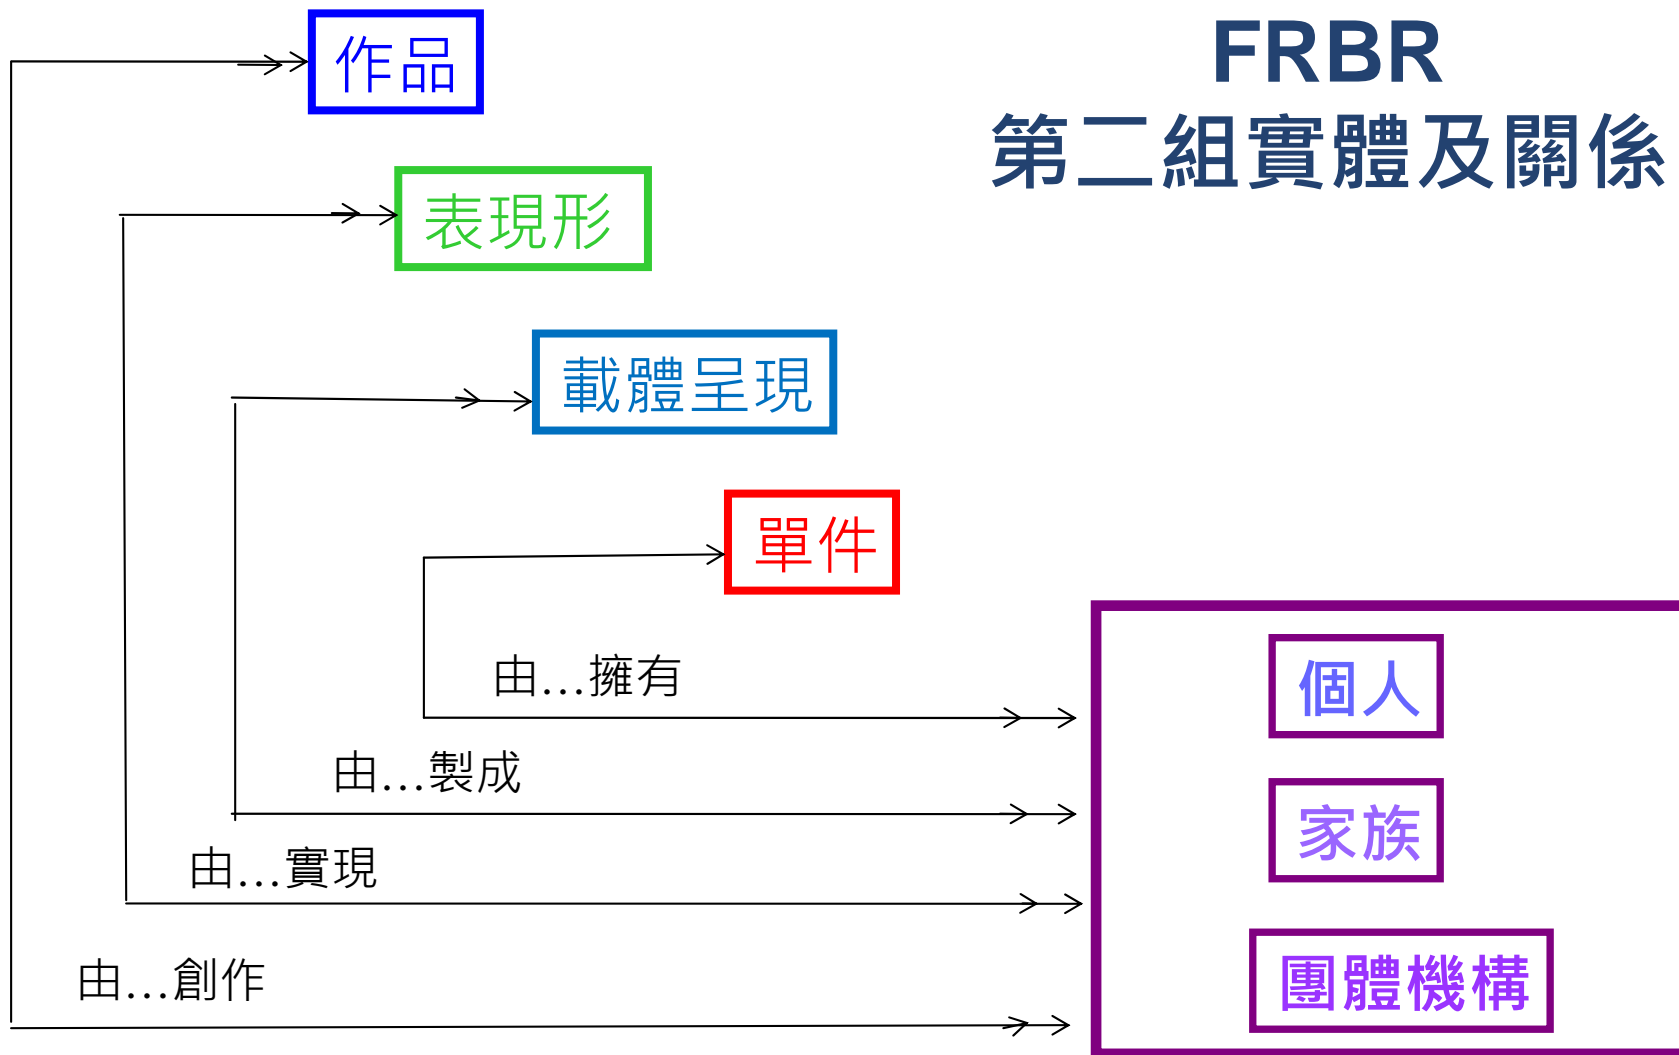 FRBR
第二組實體及關係
作品
表現形
載體呈現
單件
由…擁有
由…製成
由…實現
由…創作
個人
家族
團體機構